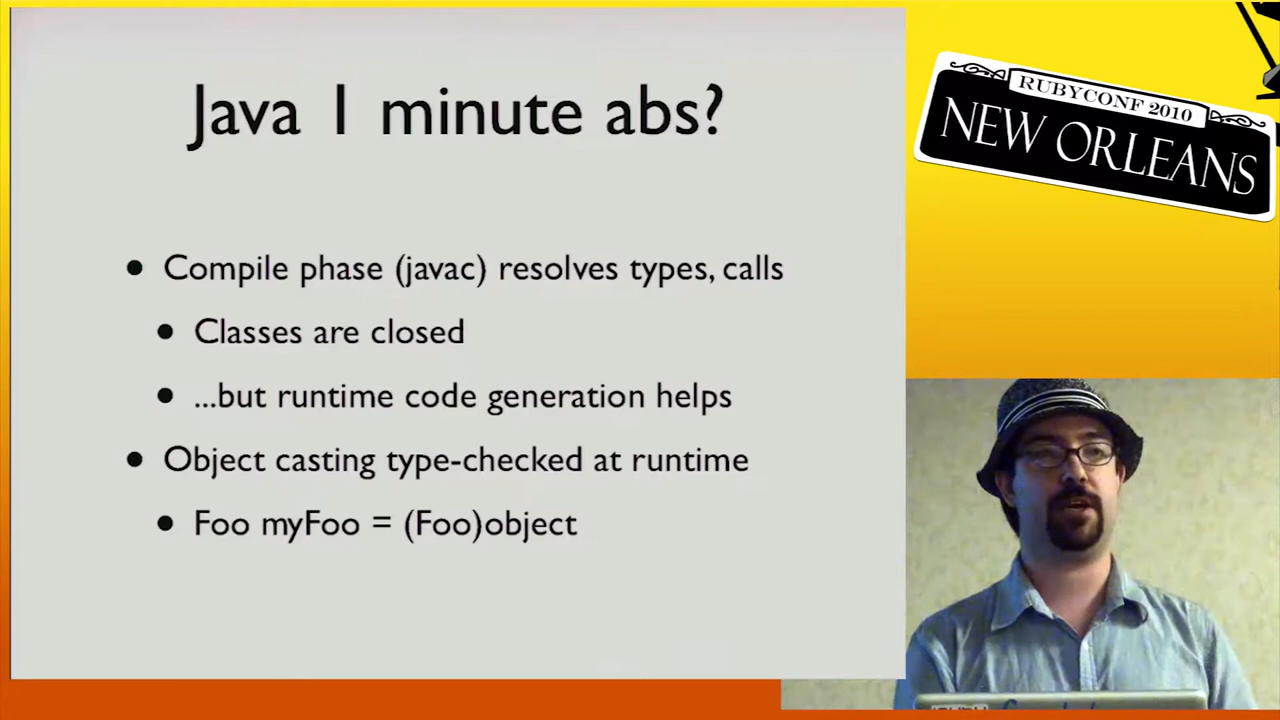 Java 1 minute abs?
RUBYCONF 2010
NEW ORLEANS
• Compile phase (javac) resolves types, calls
• Classes are closed
• ...but runtime code generation helps
• Object casting type-checked at runtime
• Foo myFoo = (Foo)object